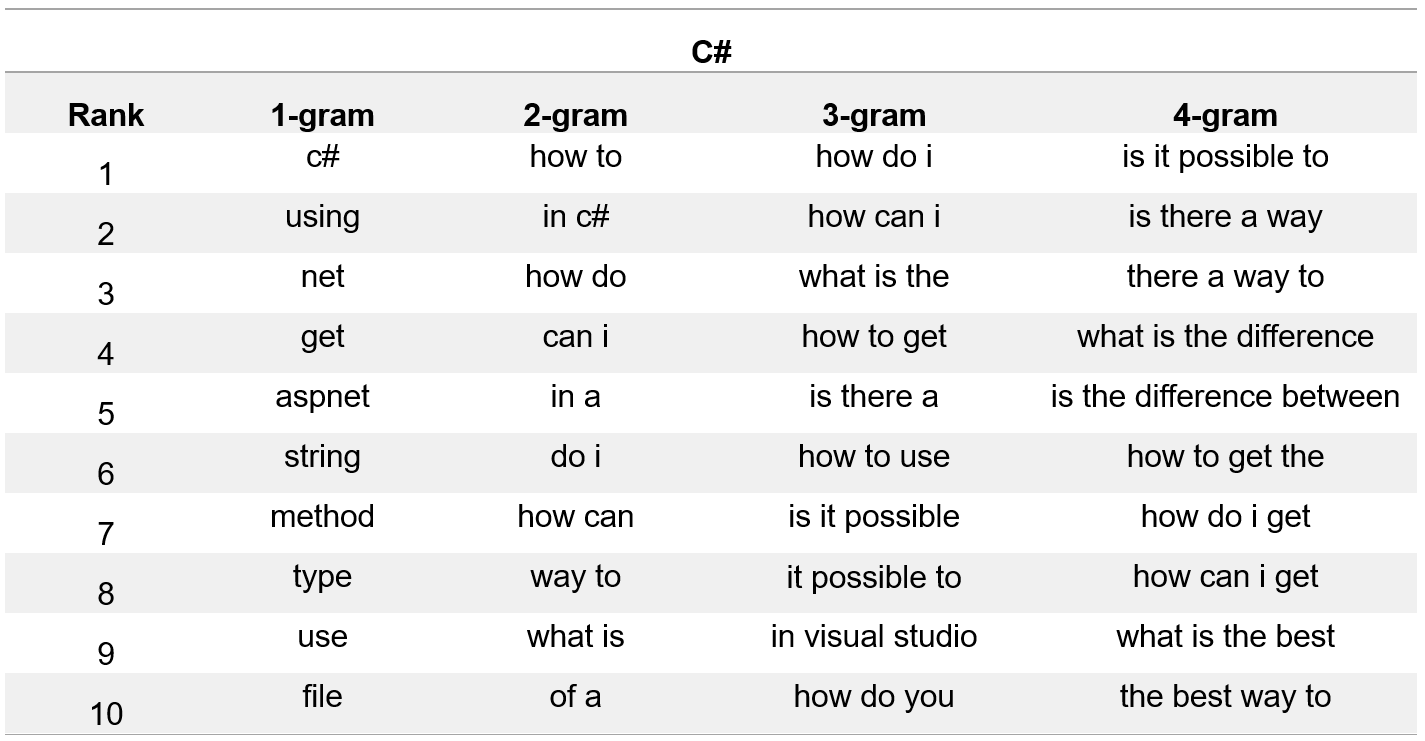 C#
Rank 1-gram 2-gram 3-gram 4-gram
1 c# how to how do i is it possible to
2 using in c# how can i is there a way
3 net how do what is the there a way to
4 get can i how to get what is the difference
5 aspnet in a is there a is the difference between
6 string do i how to use how to get the
7 method how can is it possible how do i get
8 type way to it possible to how can i get
9 use what is in visual studio what is the best
10 file of a how do you the best way to